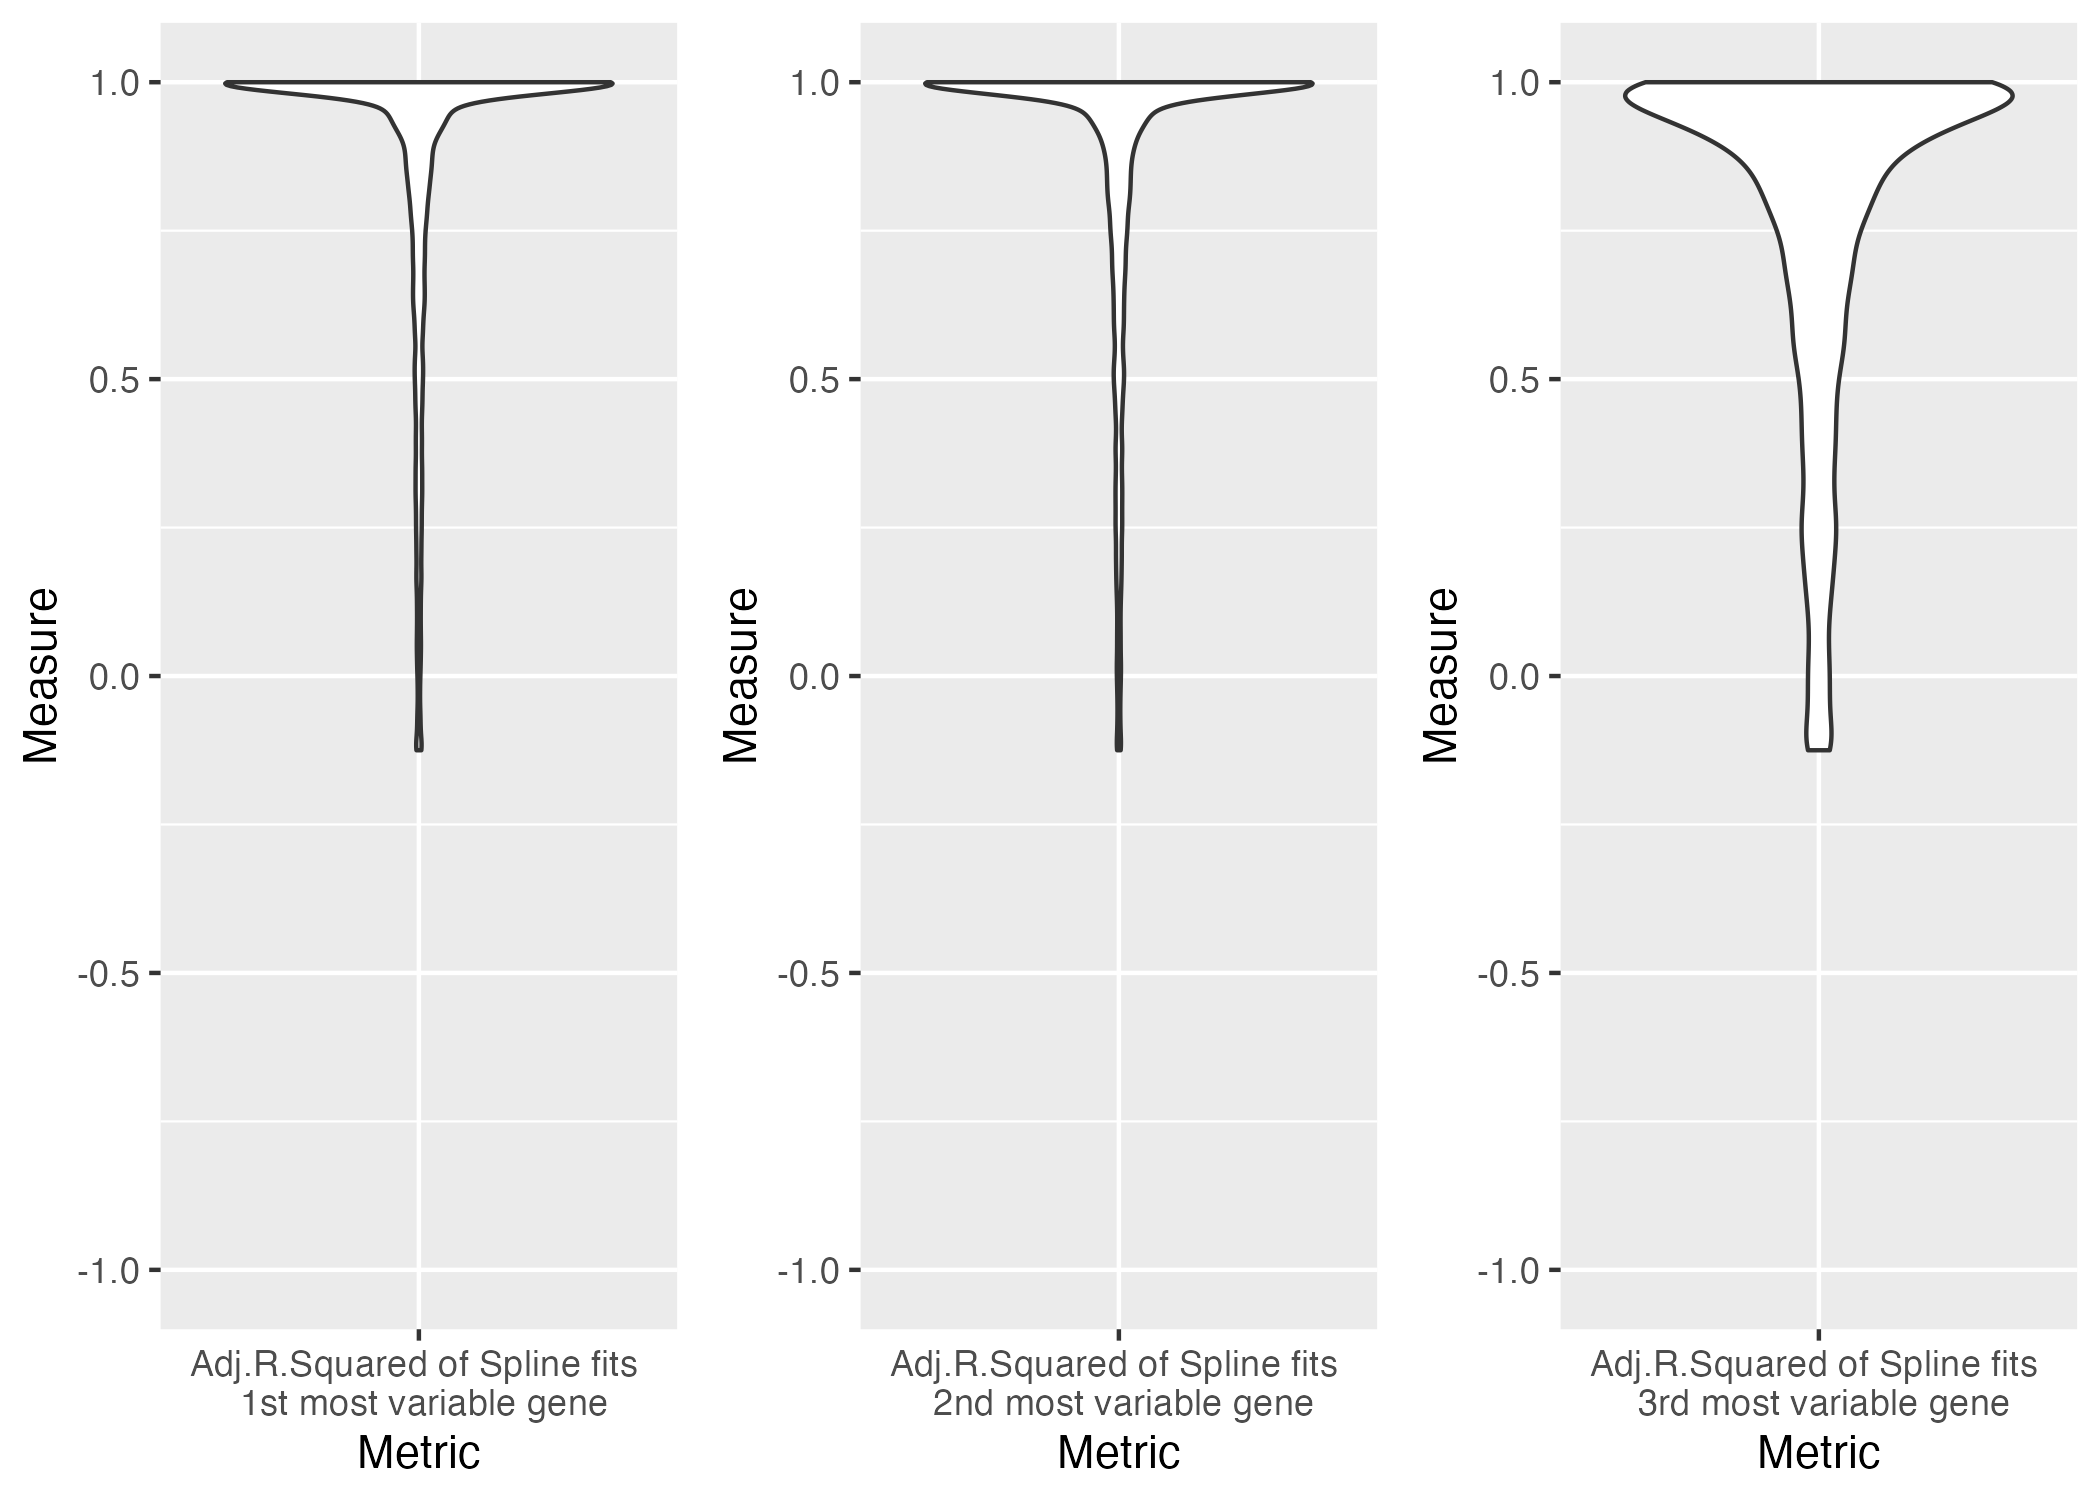 Measure
1.0
0.5
0.0
-0.5
-1.0
Adj.R.Squared of Spline fits
1st most variable gene
Metric
Measure
1.0
0.5
0.0
-0.5
-1.0
Adj.R.Squared of Spline fits
2nd most variable gene
Metric
Measure
1.0
0.5
0.0
-0.5
-1.0
Adj.R.Squared of Spline fits
3rd most variable gene
Metric